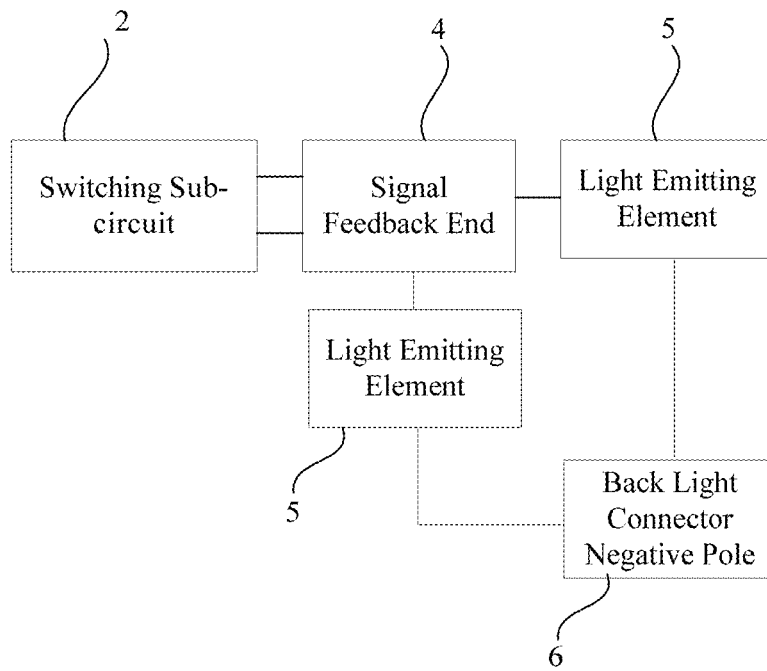 2
4
5
Switching Sub-
circuit
Signal
Feedback End
Light Emitting
Element
Light Emitting
Element
5
Back Light
Connector
Negative Pole
6